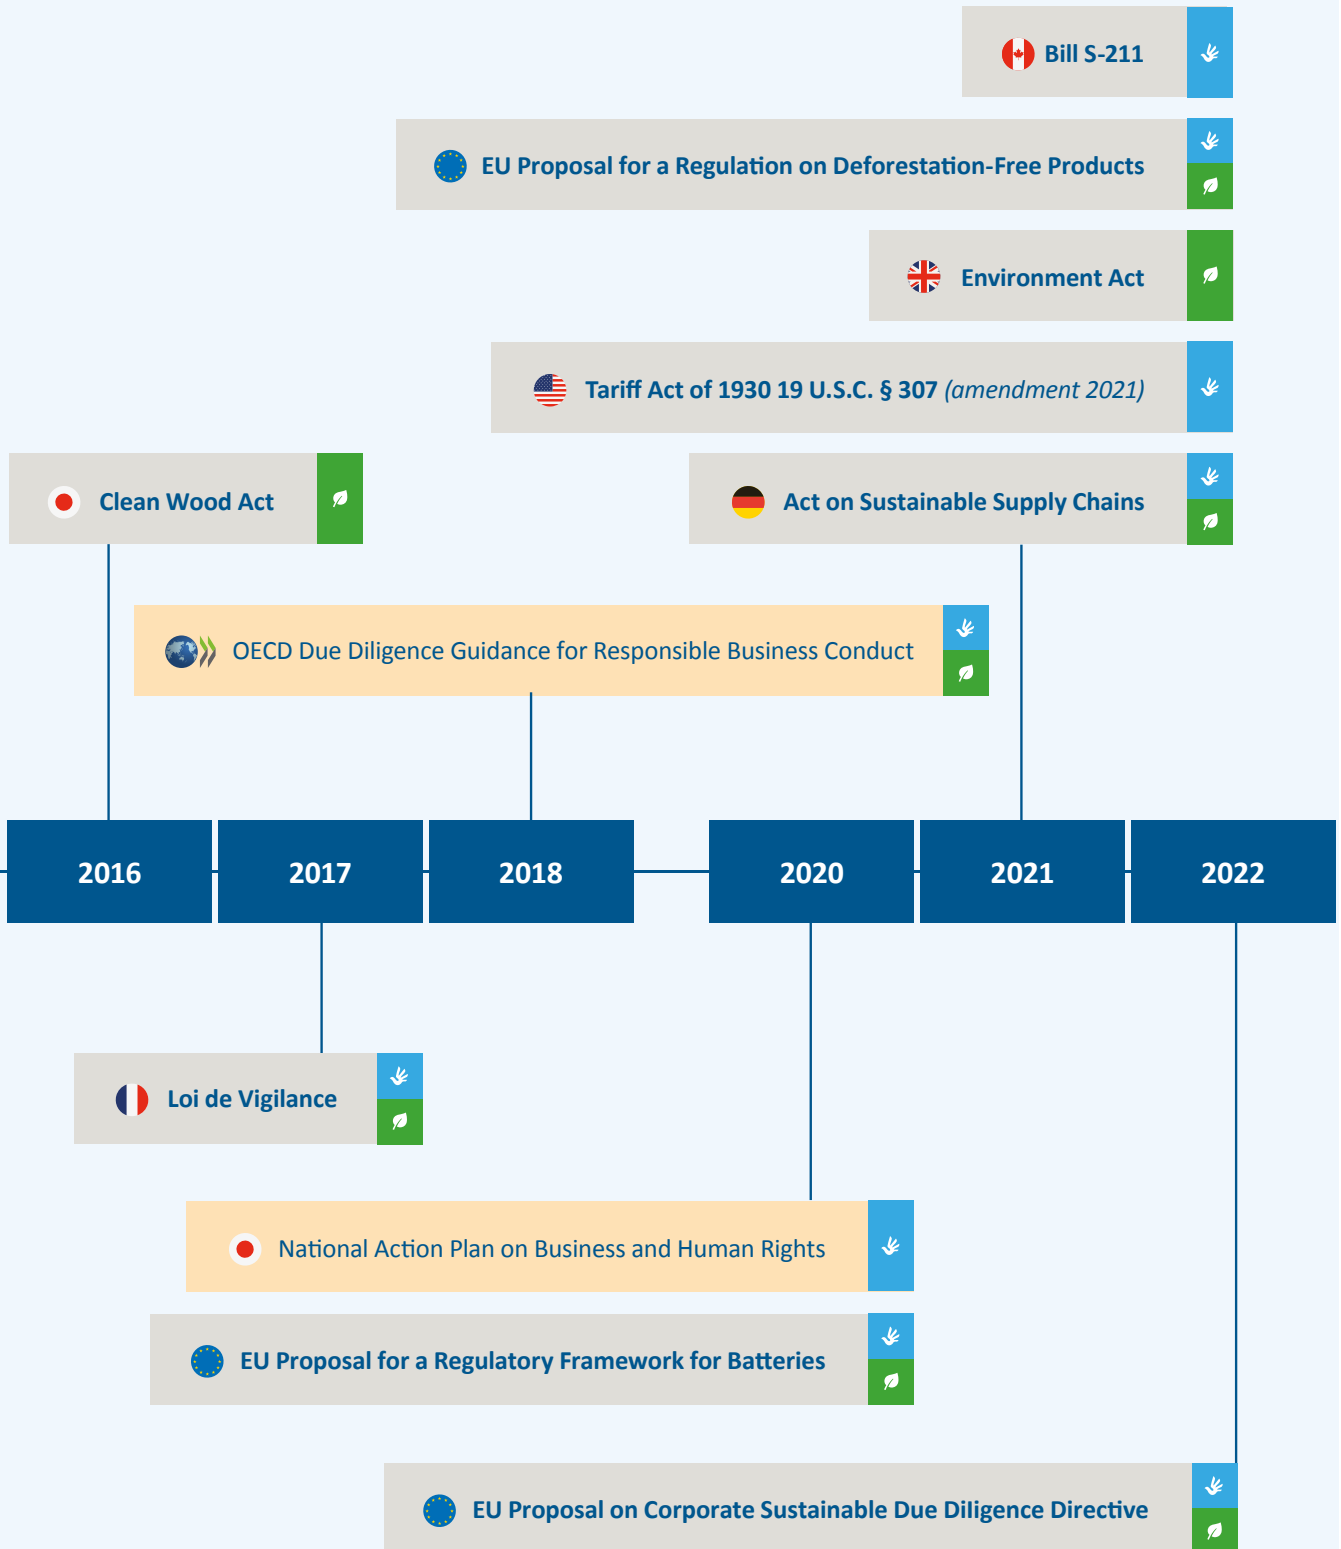 Bill S-211
EU Proposal for a Regulation on Deforestation-Free Products
Environment Act
Tariff Act of 1930 19 U.S.C. § 307 (amendment 2021)
Clean Wood Act
Act on Sustainable Supply Chains
OECD Due Diligence Guidance for Responsible Business Conduct
2016
2017
2018
2020
2021
2022
Loi de Vigilance
National Action Plan on Business and Human Rights
EU Proposal for a Regulatory Framework for Batteries
EU Proposal on Corporate Sustainable Due Diligence Directive